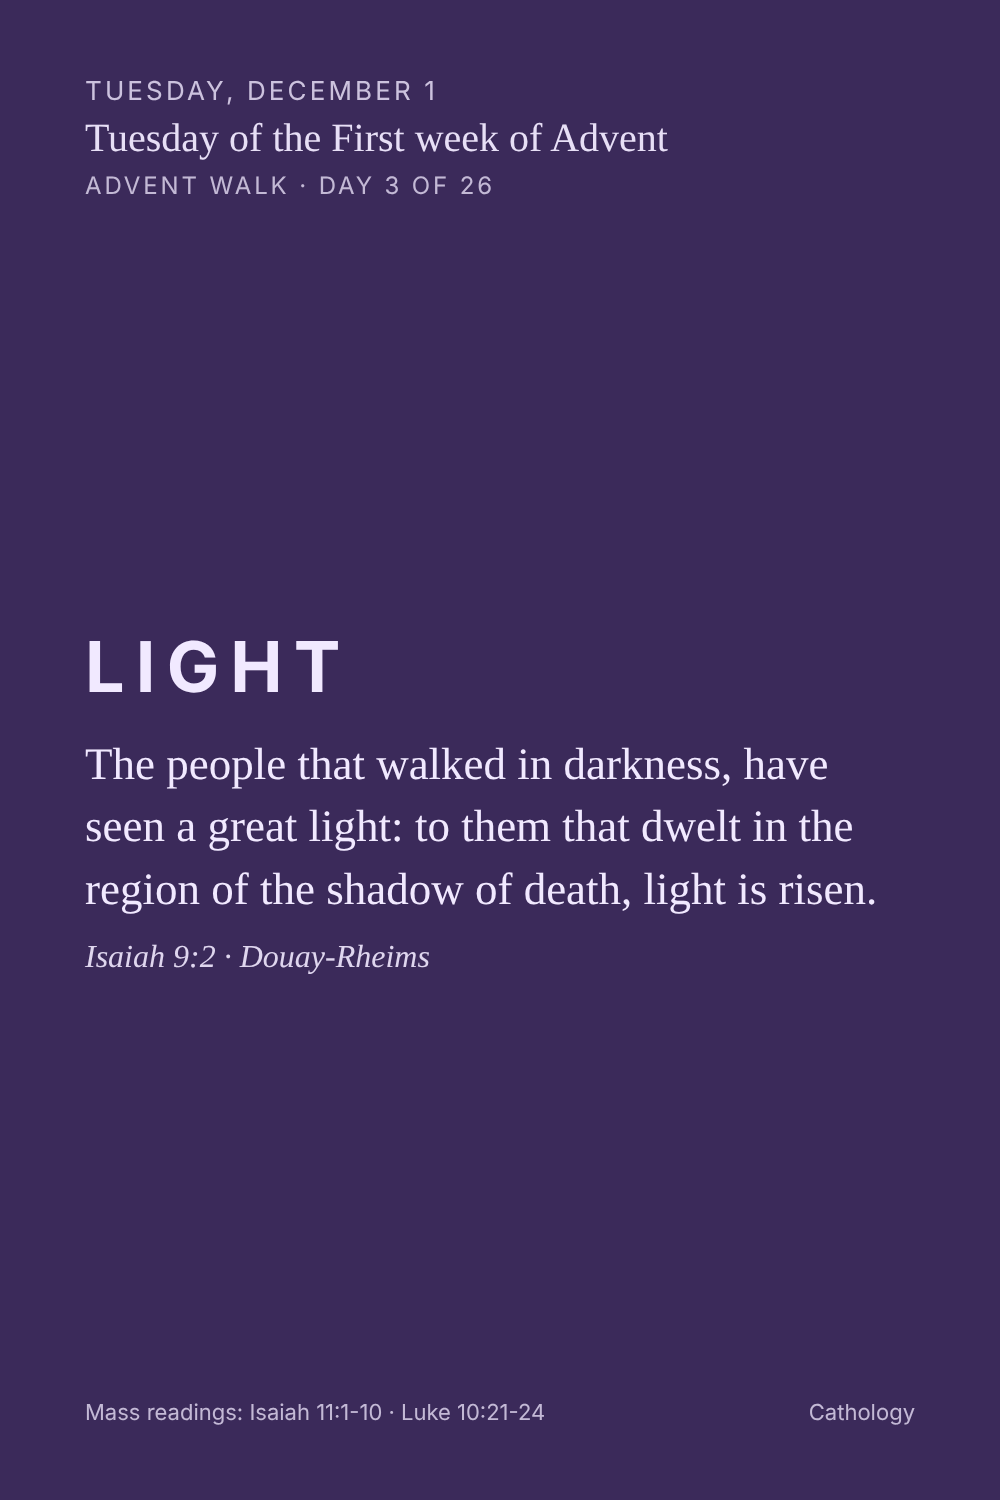 TUESDAY, DECEMBER 1
Tuesday of the First week of Advent
ADVENT WALK · DAY 3 OF 26
LIGHT
The people that walked in darkness, have
seen a great light: to them that dwelt in the
region of the shadow of death, light is risen.
Isaiah 9:2 · Douay-Rheims
Mass readings: Isaiah 11:1-10 · Luke 10:21-24
Cathology